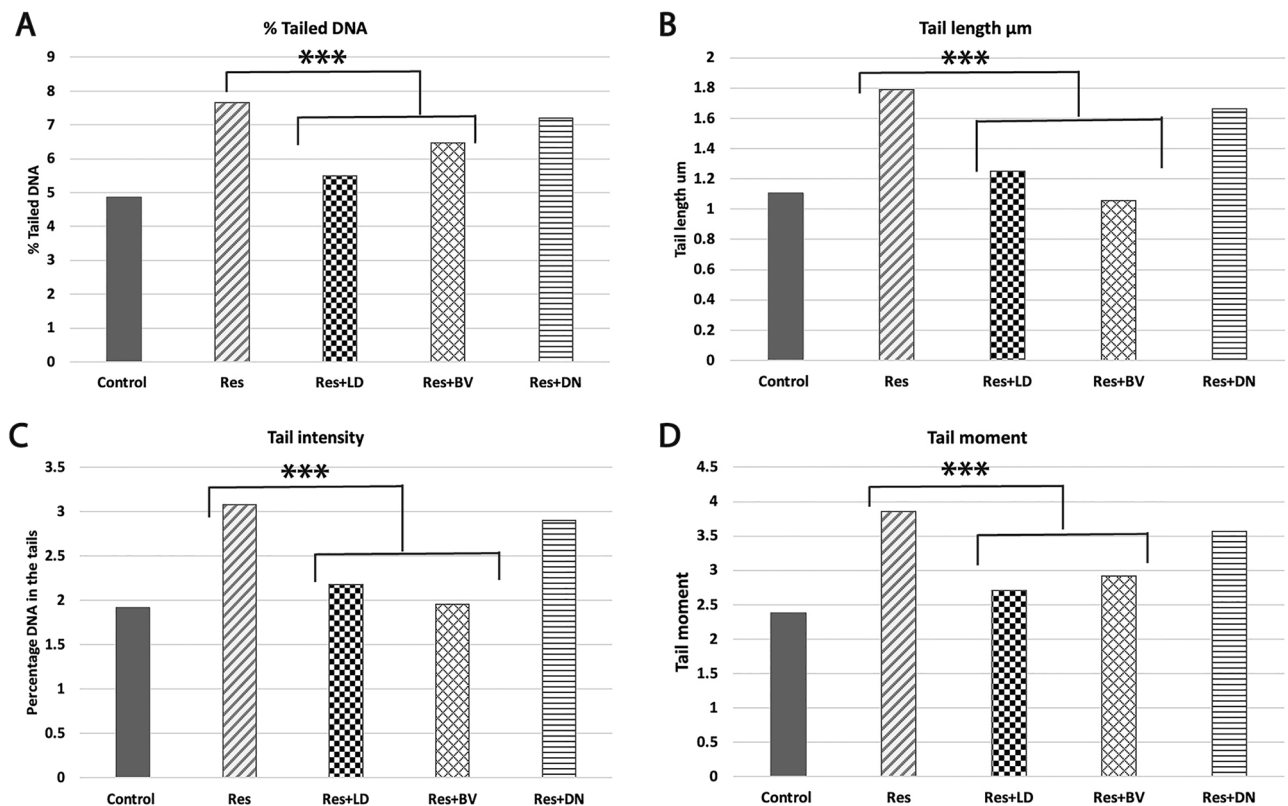 A
% Tailed DNA
***
% Tailed DNA
9
8
7
6
5
4
3
2
1
0
Control Res Res+LD Res+BV Res+DN
B
Tail length µm
***
Tail length um
2
1.8
1.6
1.4
1.2
1
0.8
0.6
0.4
0.2
0
Control Res Res+LD Res+BV Res+DN
C
Tail intensity
***
Percentage DNA in the tails
3.5
3
2.5
2
1.5
1
0.5
0
Control Res Res+LD Res+BV Res+DN
D
Tail moment
***
Tail moment
4.5
4
3.5
3
2.5
2
1.5
1
0.5
0
Control Res Res+LD Res+BV Res+DN